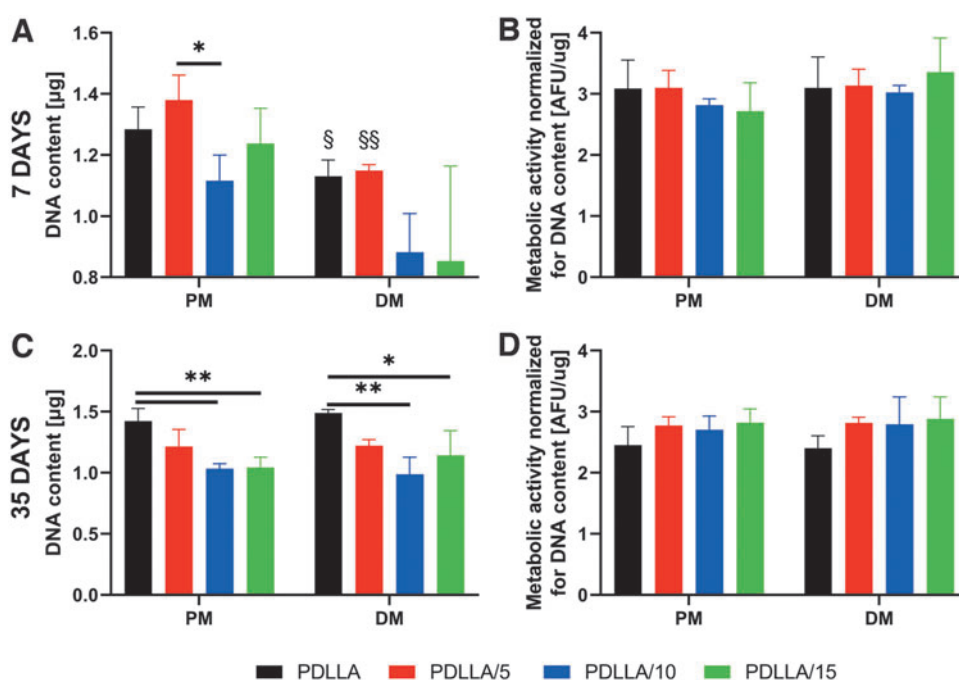 A
7 DAYS
DNA content [µg]
1.6
1.4
1.2
1.0
0.8
*
§ §§
PM DM
B
Metabolic activity normalized
for DNA content [AFU/ug]
4
3
2
1
0
PM DM
C
35 DAYS
DNA content [µg]
2.0
1.5
1.0
0.5
0.0
**
*
**
PM DM
D
Metabolic activity normalized
for DNA content [AFU/ug]
4
3
2
1
0
PM DM
PDLLA PDLLA/5 PDLLA/10 PDLLA/15